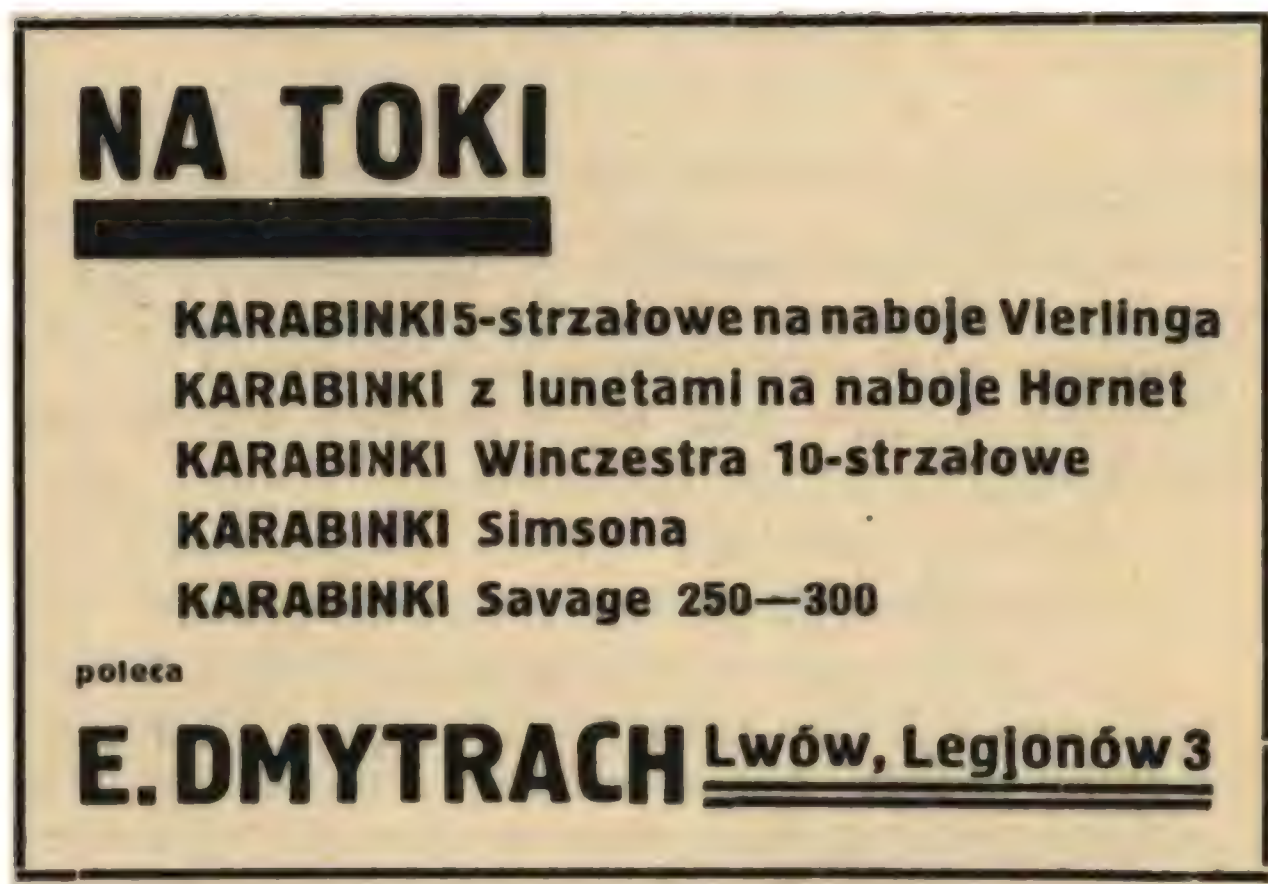 NA TOKI
KARABINKI 5-strzałowe na naboje Vierlinga
KARABINKI z lunetami na naboje Hornet
KARABINKI Winczestra 10-strzałowe
KARABINKI Simsona
KARABINKI Savage 250—300
poleca
E. DMYTRACH Lwów, Legjonów 3